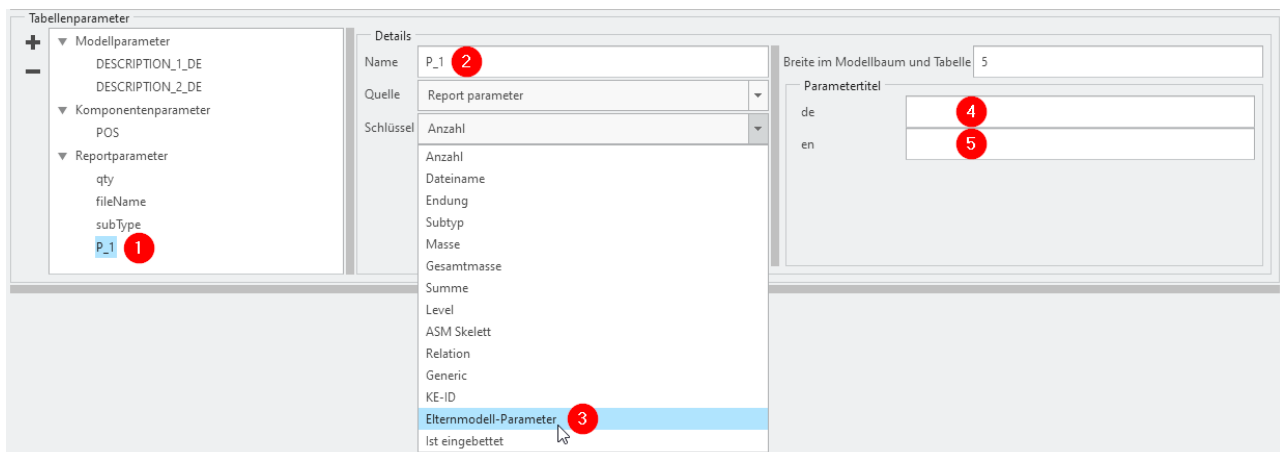 Tabellenparameter
Modellparameter
DESCRIPTION_1_DE
DESCRIPTION_2_DE
Komponentenparameter
POS
Reportparameter
qty
fileName
subType
P_1 1
Details
Name P_1 2
Quelle Report parameter
Schlüssel Anzahl
Anzahl
Dateiname
Endung
Subtyp
Masse
Gesamtmasse
Summe
Level
ASM Skelett
Relation
Generic
KE-ID
Elternmodell-Parameter 3
Ist eingebettet
Breite im Modellbaum und Tabelle 5
Parametertitel
de 4
en 5